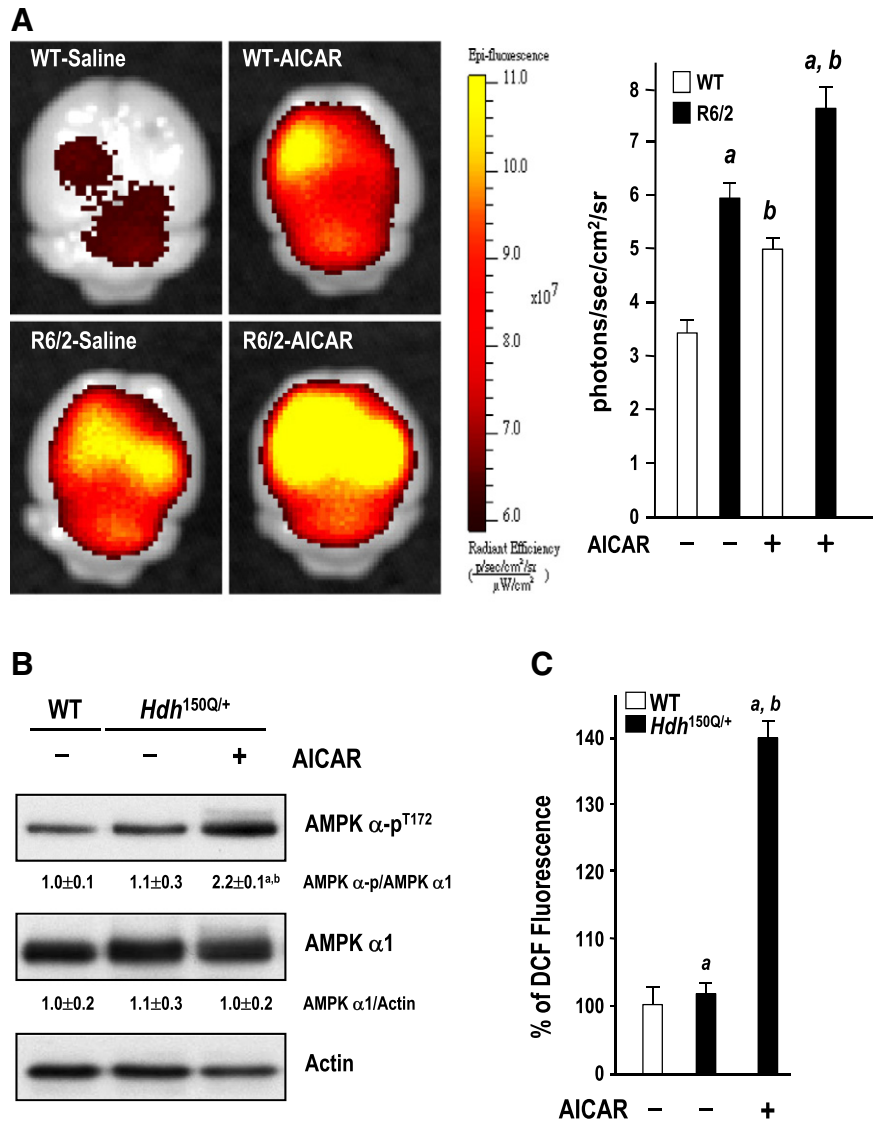 A
WT-Saline
WT-AICAR
R6/2-Saline
R6/2-AICAR
Epi-fluorescence
11.0
10.0
9.0
x10⁷
8.0
7.0
6.0
Radiant Efficiency
(p/sec/cm²/sr
μW/cm²)
a, b
WT
R6/2
a
b
8
7
6
5
4
3
2
1
0
photons/sec/cm²/sr
AICAR − − + +
B
WT Hdh¹⁵⁰Q/⁺
− − + AICAR
AMPK α-pᵀ¹⁷²
1.0±0.1 1.1±0.3 2.2±0.1ᵃ,ᵇ AMPK α-p/AMPK α1
AMPK α1
1.0±0.2 1.1±0.3 1.0±0.2 AMPK α1/Actin
Actin
C
WT
Hdh¹⁵⁰Q/⁺
a, b
a
140
130
120
110
100
0
% of DCF Fluorescence
AICAR − − +